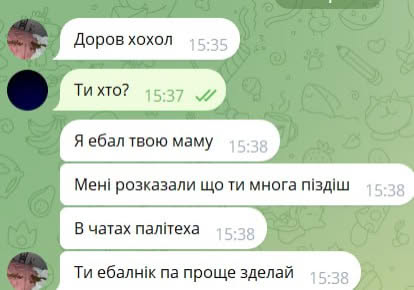 Доров хохол 15:35
Ти хто? 15:37
Я ебал твою маму 15:38
Мені розказали що ти многа піздіш 15:38
В чатах палітеха 15:38
Ти ебалнік па проще зделай 15:38